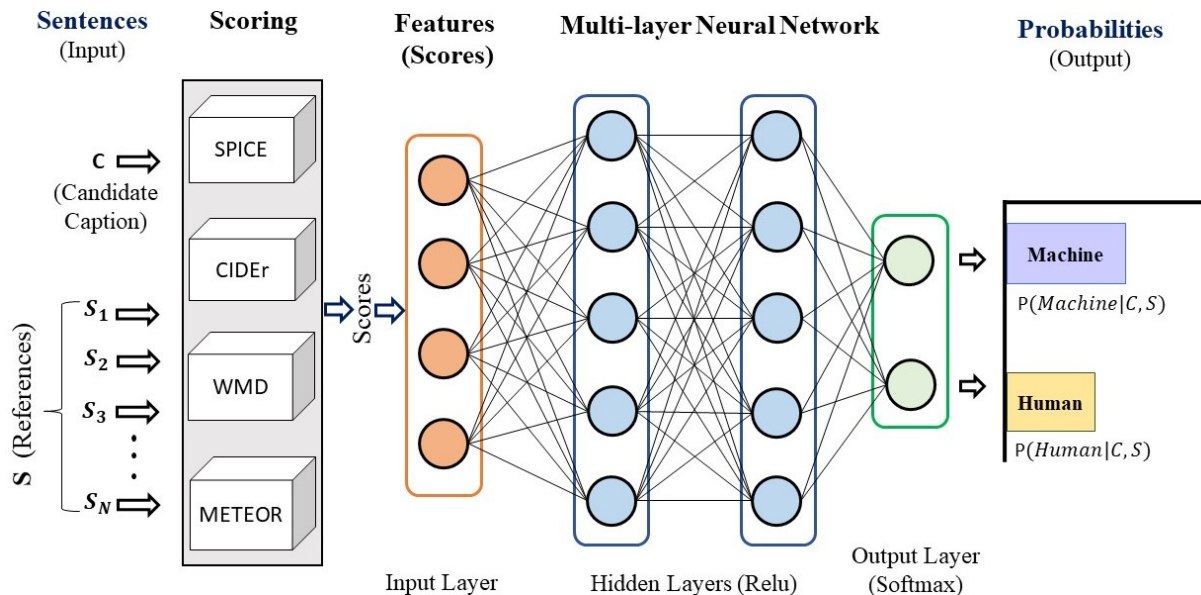 Sentences
(Input)
Scoring
Features
(Scores)
Multi-layer Neural Network
Probabilities
(Output)
C
(Candidate
Caption)
S (References)
S₁
S₂
S₃
S_N
SPICE
CIDEr
WMD
METEOR
Scores
Machine
P(Machine|C,S)
Human
P(Human|C,S)
Input Layer
Hidden Layers (Relu)
Output Layer
(Softmax)